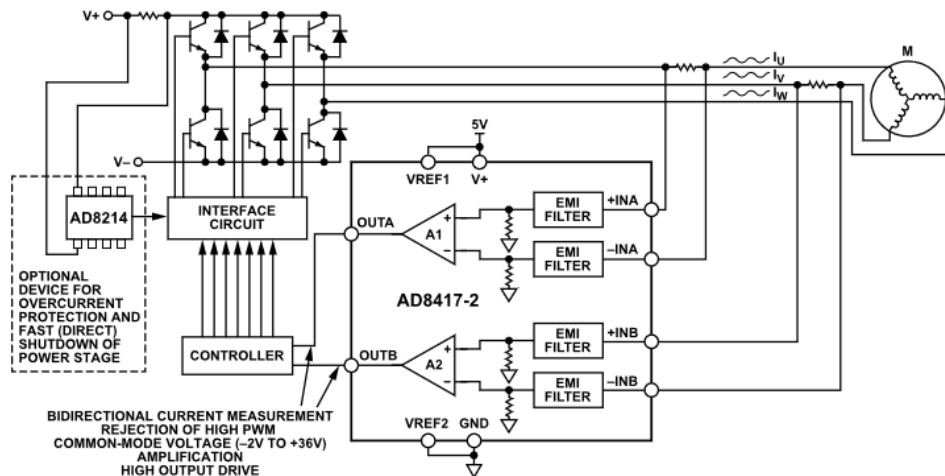 V+
V–
AD8214
OPTIONAL
DEVICE FOR
OVERCURRENT
PROTECTION AND
FAST (DIRECT)
SHUTDOWN OF
POWER STAGE
INTERFACE
CIRCUIT
CONTROLLER
BIDIRECTIONAL CURRENT MEASUREMENT
REJECTION OF HIGH PWM
COMMON-MODE VOLTAGE (–2V TO +36V)
AMPLIFICATION
HIGH OUTPUT DRIVE
IU
IV
IW
M
5V
VREF1
V+
OUTA
A1
+
–
EMI
FILTER
+INA
EMI
FILTER
–INA
AD8417-2
OUTB
A2
+
–
EMI
FILTER
+INB
EMI
FILTER
–INB
VREF2
GND